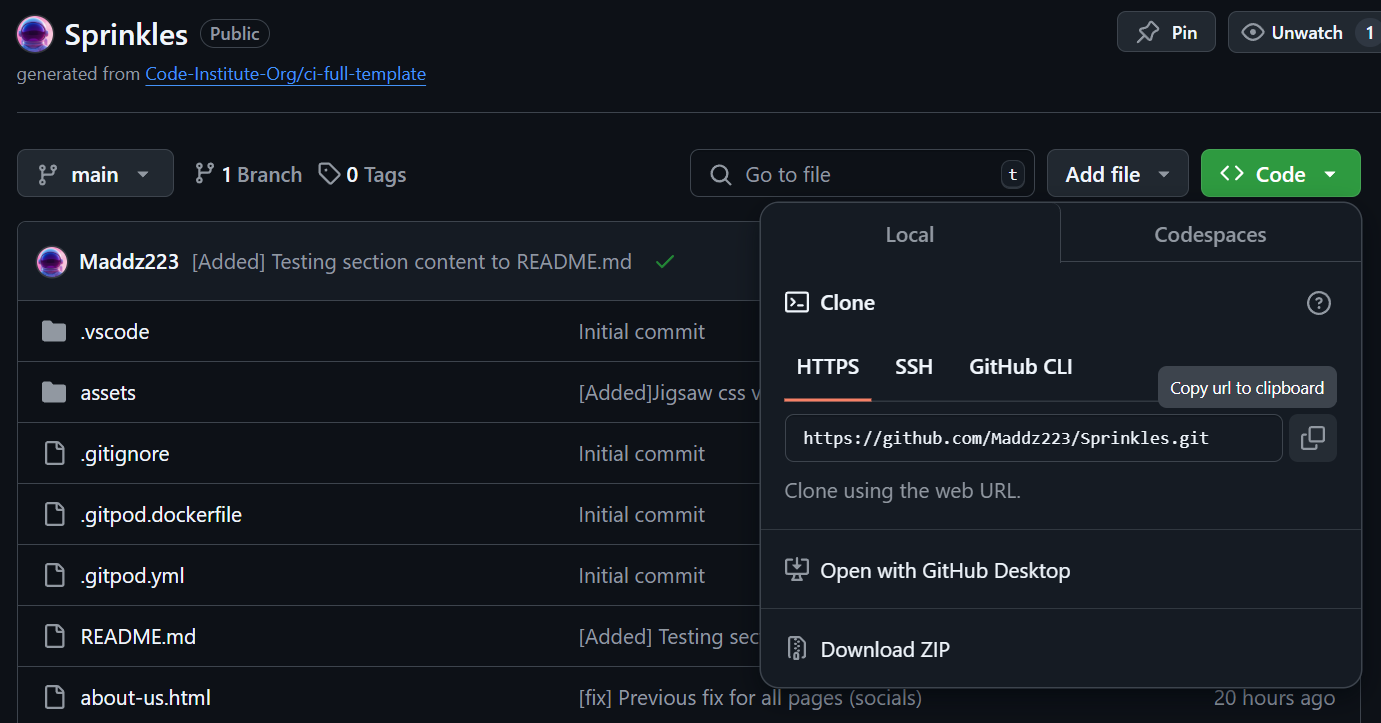 Sprinkles Public Pin Unwatch 1
generated from Code-Institute-Org/ci-full-template
main 1 Branch 0 Tags Go to file t Add file Code
Local Codespaces
Maddz223 [Added] Testing section content to README.md
Clone
.vscode Initial commit
HTTPS SSH GitHub CLI
Copy url to clipboard
assets [Added]Jigsaw css v
https://github.com/Maddz223/Sprinkles.git
.gitignore Initial commit
Clone using the web URL.
.gitpod.dockerfile Initial commit
Open with GitHub Desktop
.gitpod.yml Initial commit
README.md [Added] Testing sec
Download ZIP
about-us.html [fix] Previous fix for all pages (socials) 20 hours ago